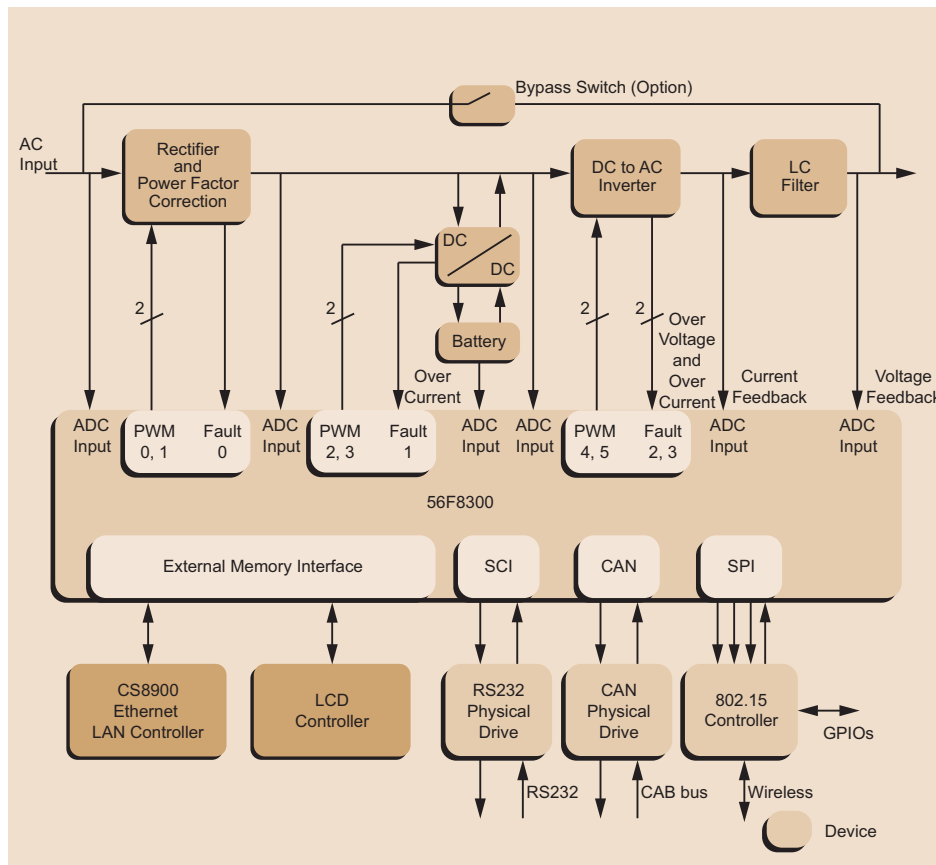 Bypass Switch (Option)
AC
Input
Rectifier
and
Power Factor
Correction
DC to AC
Inverter
LC
Filter
DC
DC
Battery
2
2
2
2
Over
Voltage
and
Over
Current
Over
Current
Current
Feedback
Voltage
Feedback
ADC
Input
PWM
0, 1
Fault
0
ADC
Input
PWM
2, 3
Fault
1
ADC
Input
ADC
Input
PWM
4, 5
Fault
2, 3
ADC
Input
ADC
Input
56F8300
External Memory Interface
SCI
CAN
SPI
CS8900
Ethernet
LAN Controller
LCD
Controller
RS232
Physical
Drive
CAN
Physical
Drive
802.15
Controller
GPIOs
RS232
CAB bus
Wireless
Device